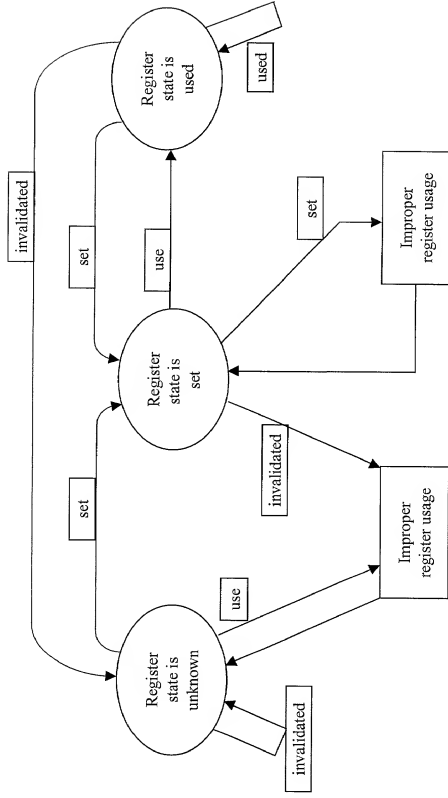 invalidated
set
set
Register
state is
unknown
Register
state is
set
Register
state is
used
use
used
use
invalidated
set
invalidated
Improper
register usage
Improper
register usage